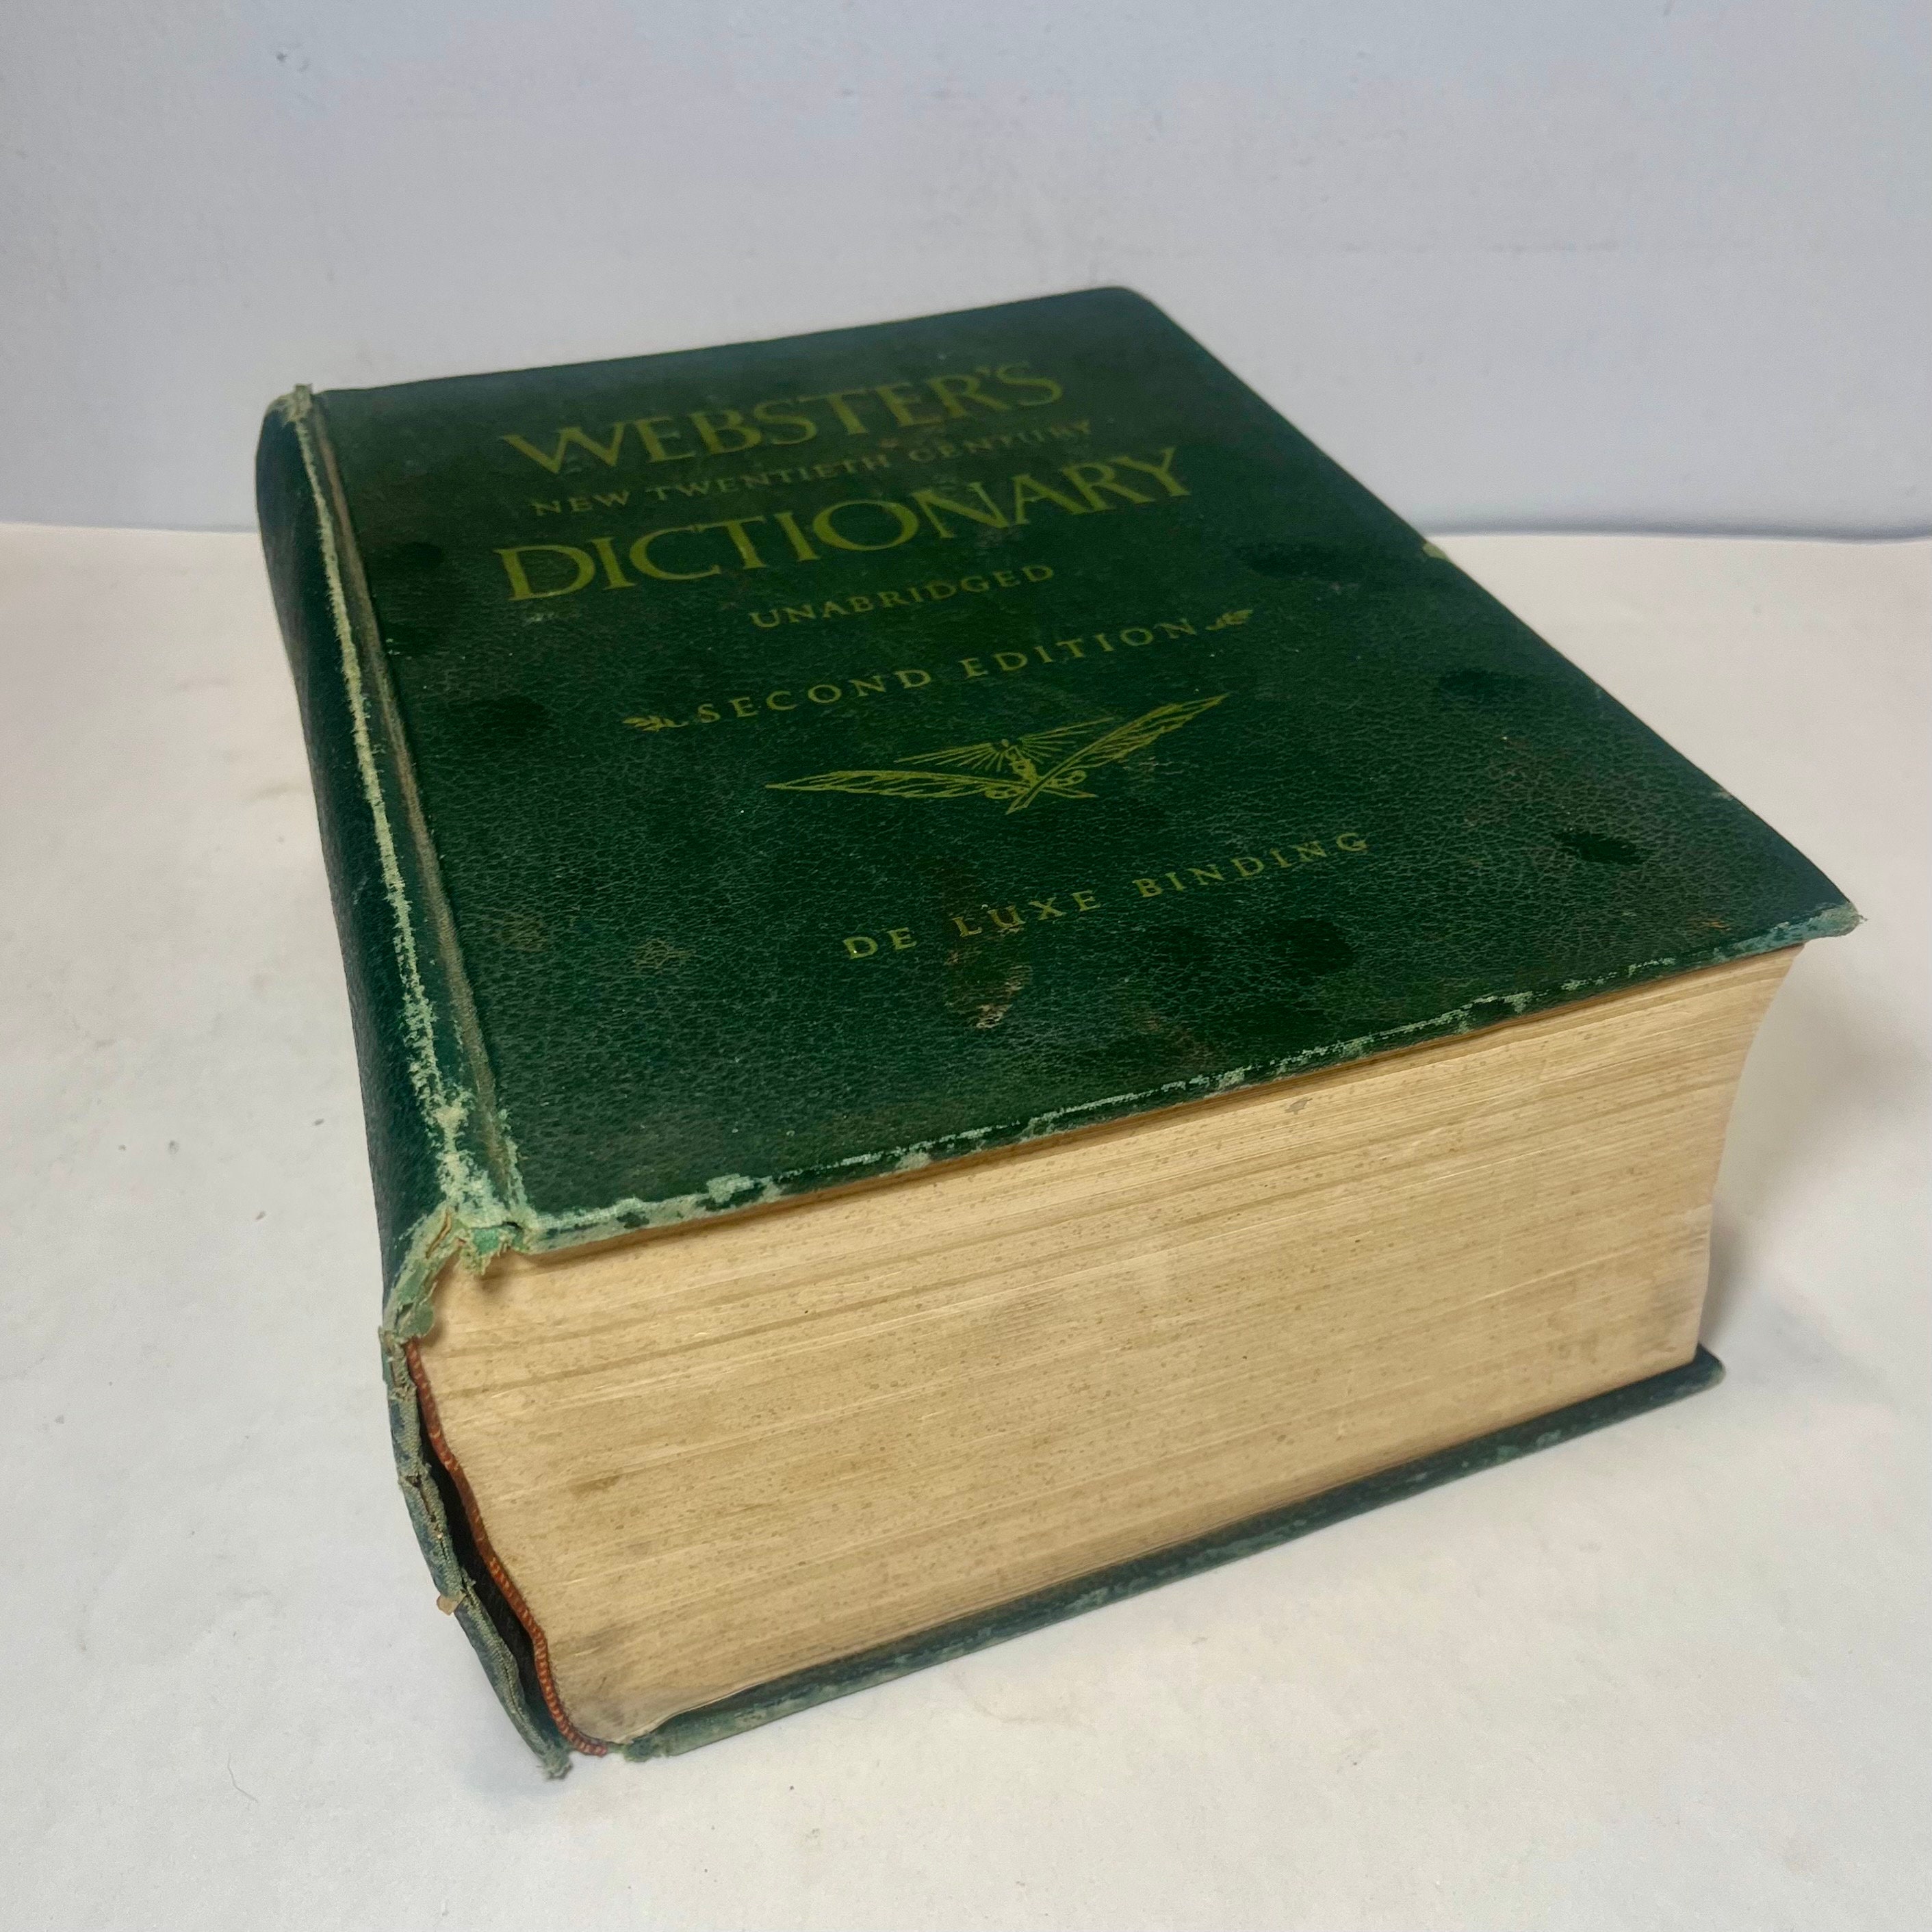 WEBSTER'S
NEW TWENTIETH CENTURY
DICTIONARY
UNABRIDGED
SECOND EDITION
DE LUXE BINDING